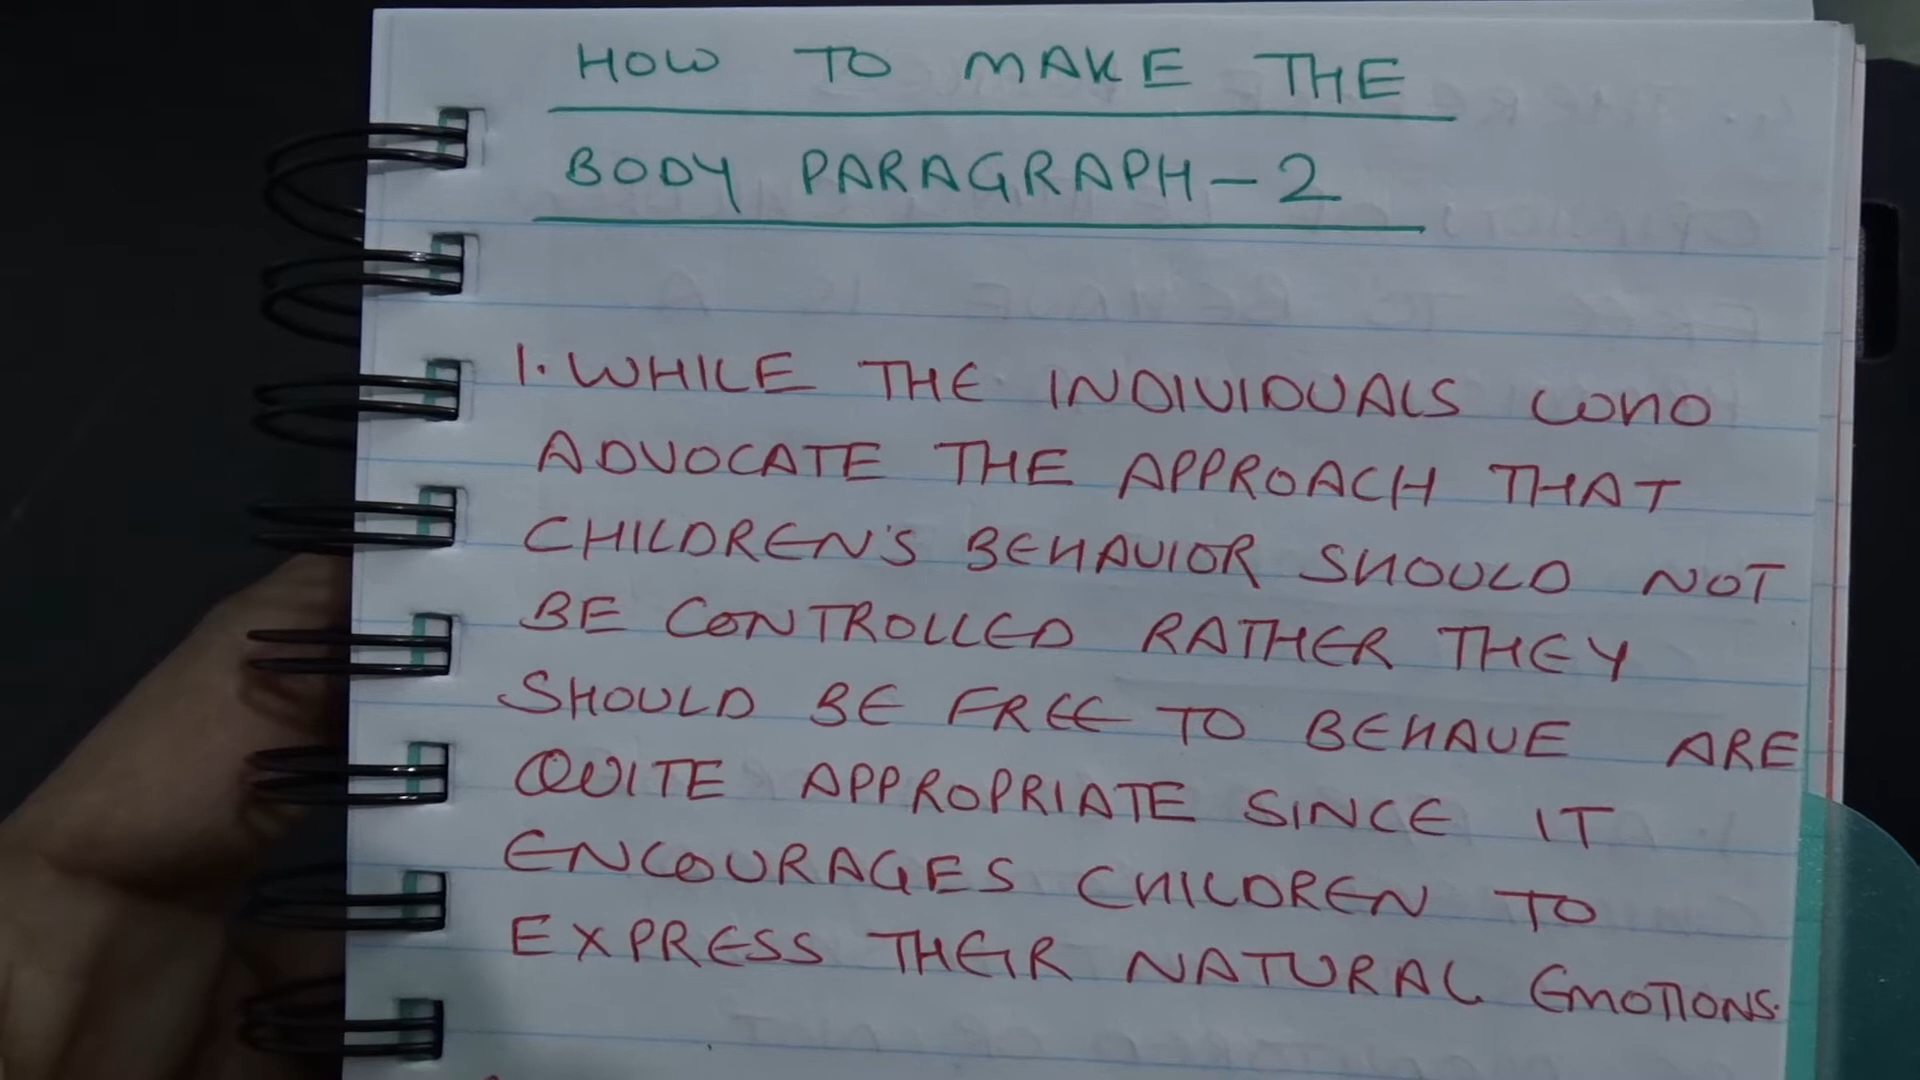 HOW TO MAKE THE
BODY PARAGRAPH-2
1. WHILE THE INDIVIDUALS WHO
ADVOCATE THE APPROACH THAT
CHILDREN'S BEHAVIOR SHOULD NOT
BE CONTROLLED RATHER THEY
SHOULD BE FREE TO BEHAVE ARE
QUITE APPROPRIATE SINCE IT
ENCOURAGES CHILDREN TO
EXPRESS THEIR NATURAL EMOTIONS.